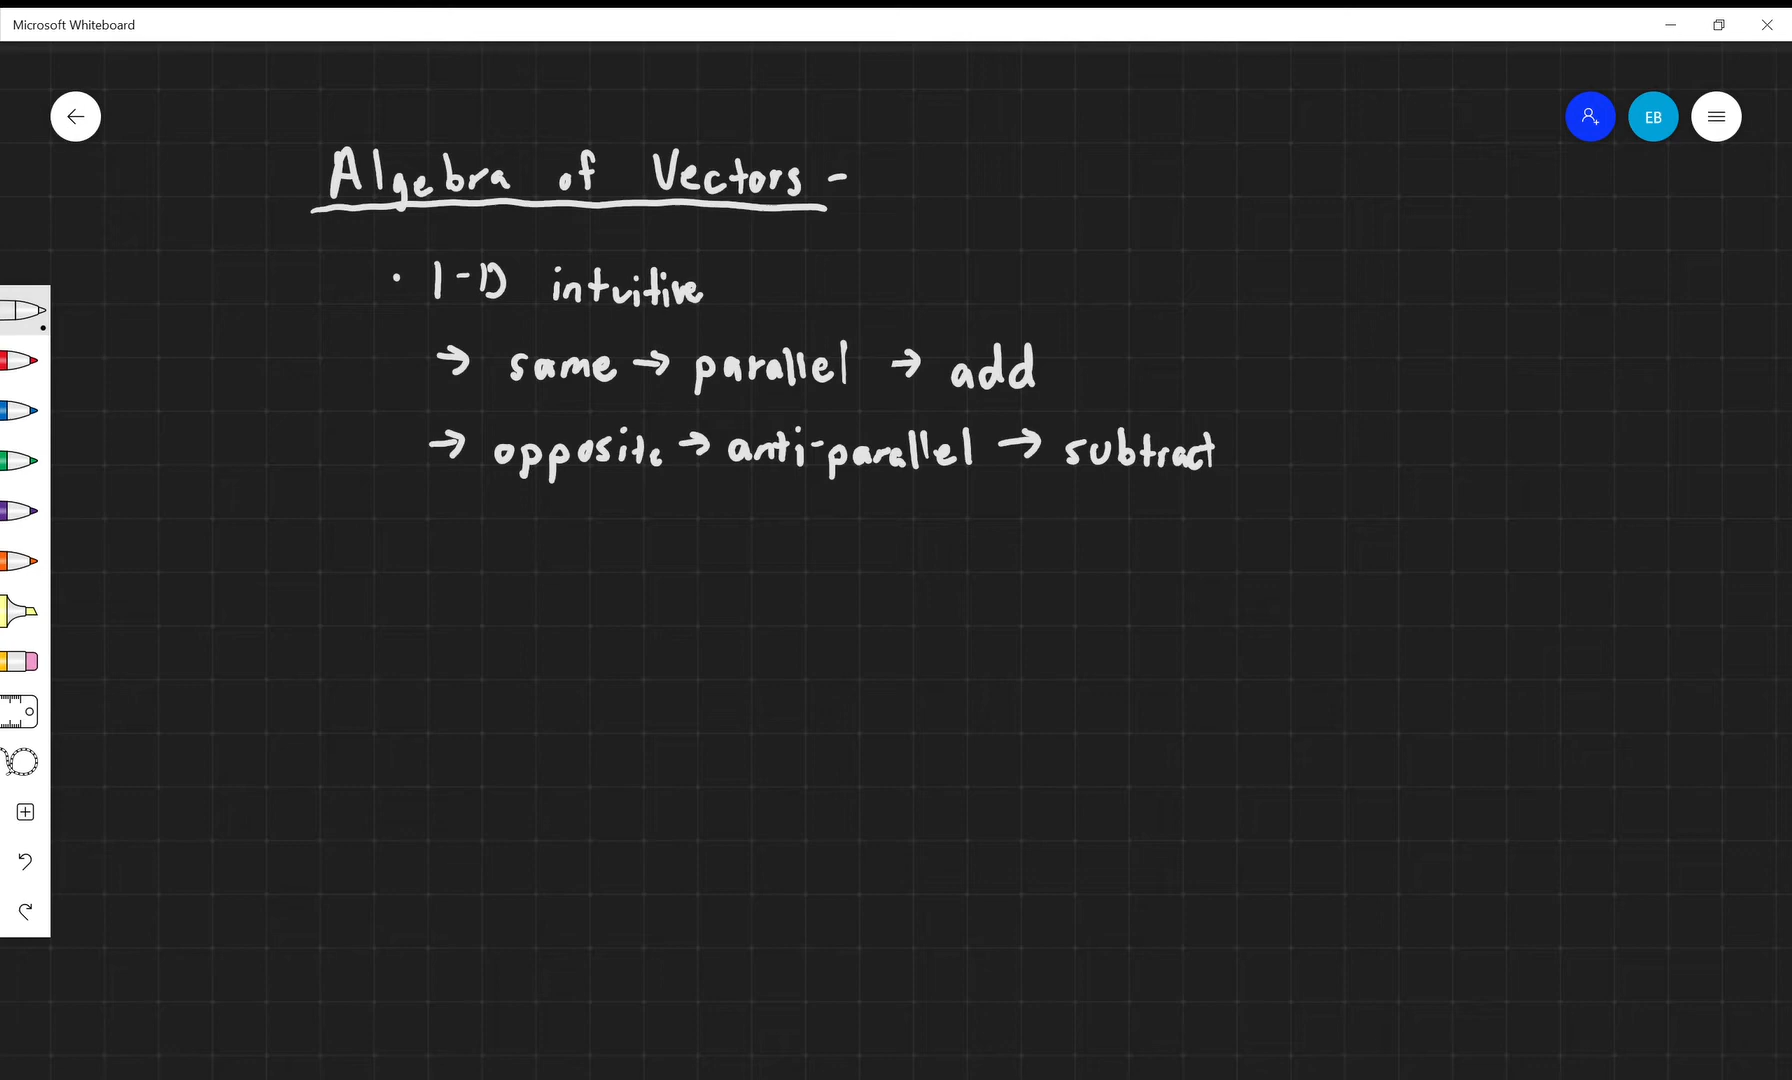 Microsoft Whiteboard
EB
Algebra of Vectors -
· 1-D intuitive
→ same → parallel → add
→ opposite → anti-parallel → subtract